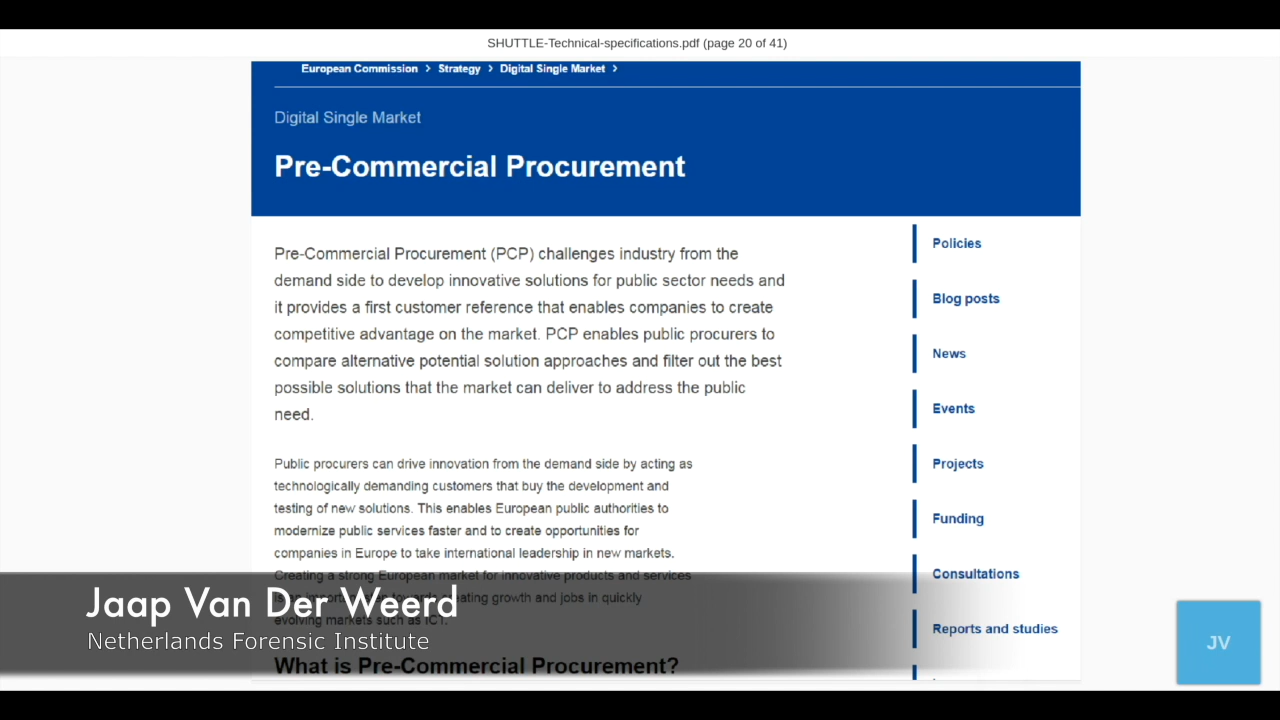 SHUTTLE-Technical-specifications.pdf (page 20 of 41)
European Commission > Strategy > Digital Single Market >
Digital Single Market
Pre-Commercial Procurement
Pre-Commercial Procurement (PCP) challenges industry from the
demand side to develop innovative solutions for public sector needs and
it provides a first customer reference that enables companies to create
competitive advantage on the market. PCP enables public procurers to
compare alternative potential solution approaches and filter out the best
possible solutions that the market can deliver to address the public
need.
Public procurers can drive innovation from the demand side by acting as
technologically demanding customers that buy the development and
testing of new solutions. This enables European public authorities to
modernize public services faster and to create opportunities for
companies in Europe to take international leadership in new markets.
Creating a strong European market for innovative products and services
is an important step towards creating growth and jobs in quickly
evolving markets such as ICT.
What is Pre-Commercial Procurement?
Policies
Blog posts
News
Events
Projects
Funding
Consultations
Reports and studies
Jaap Van Der Weerd
Netherlands Forensic Institute
JV